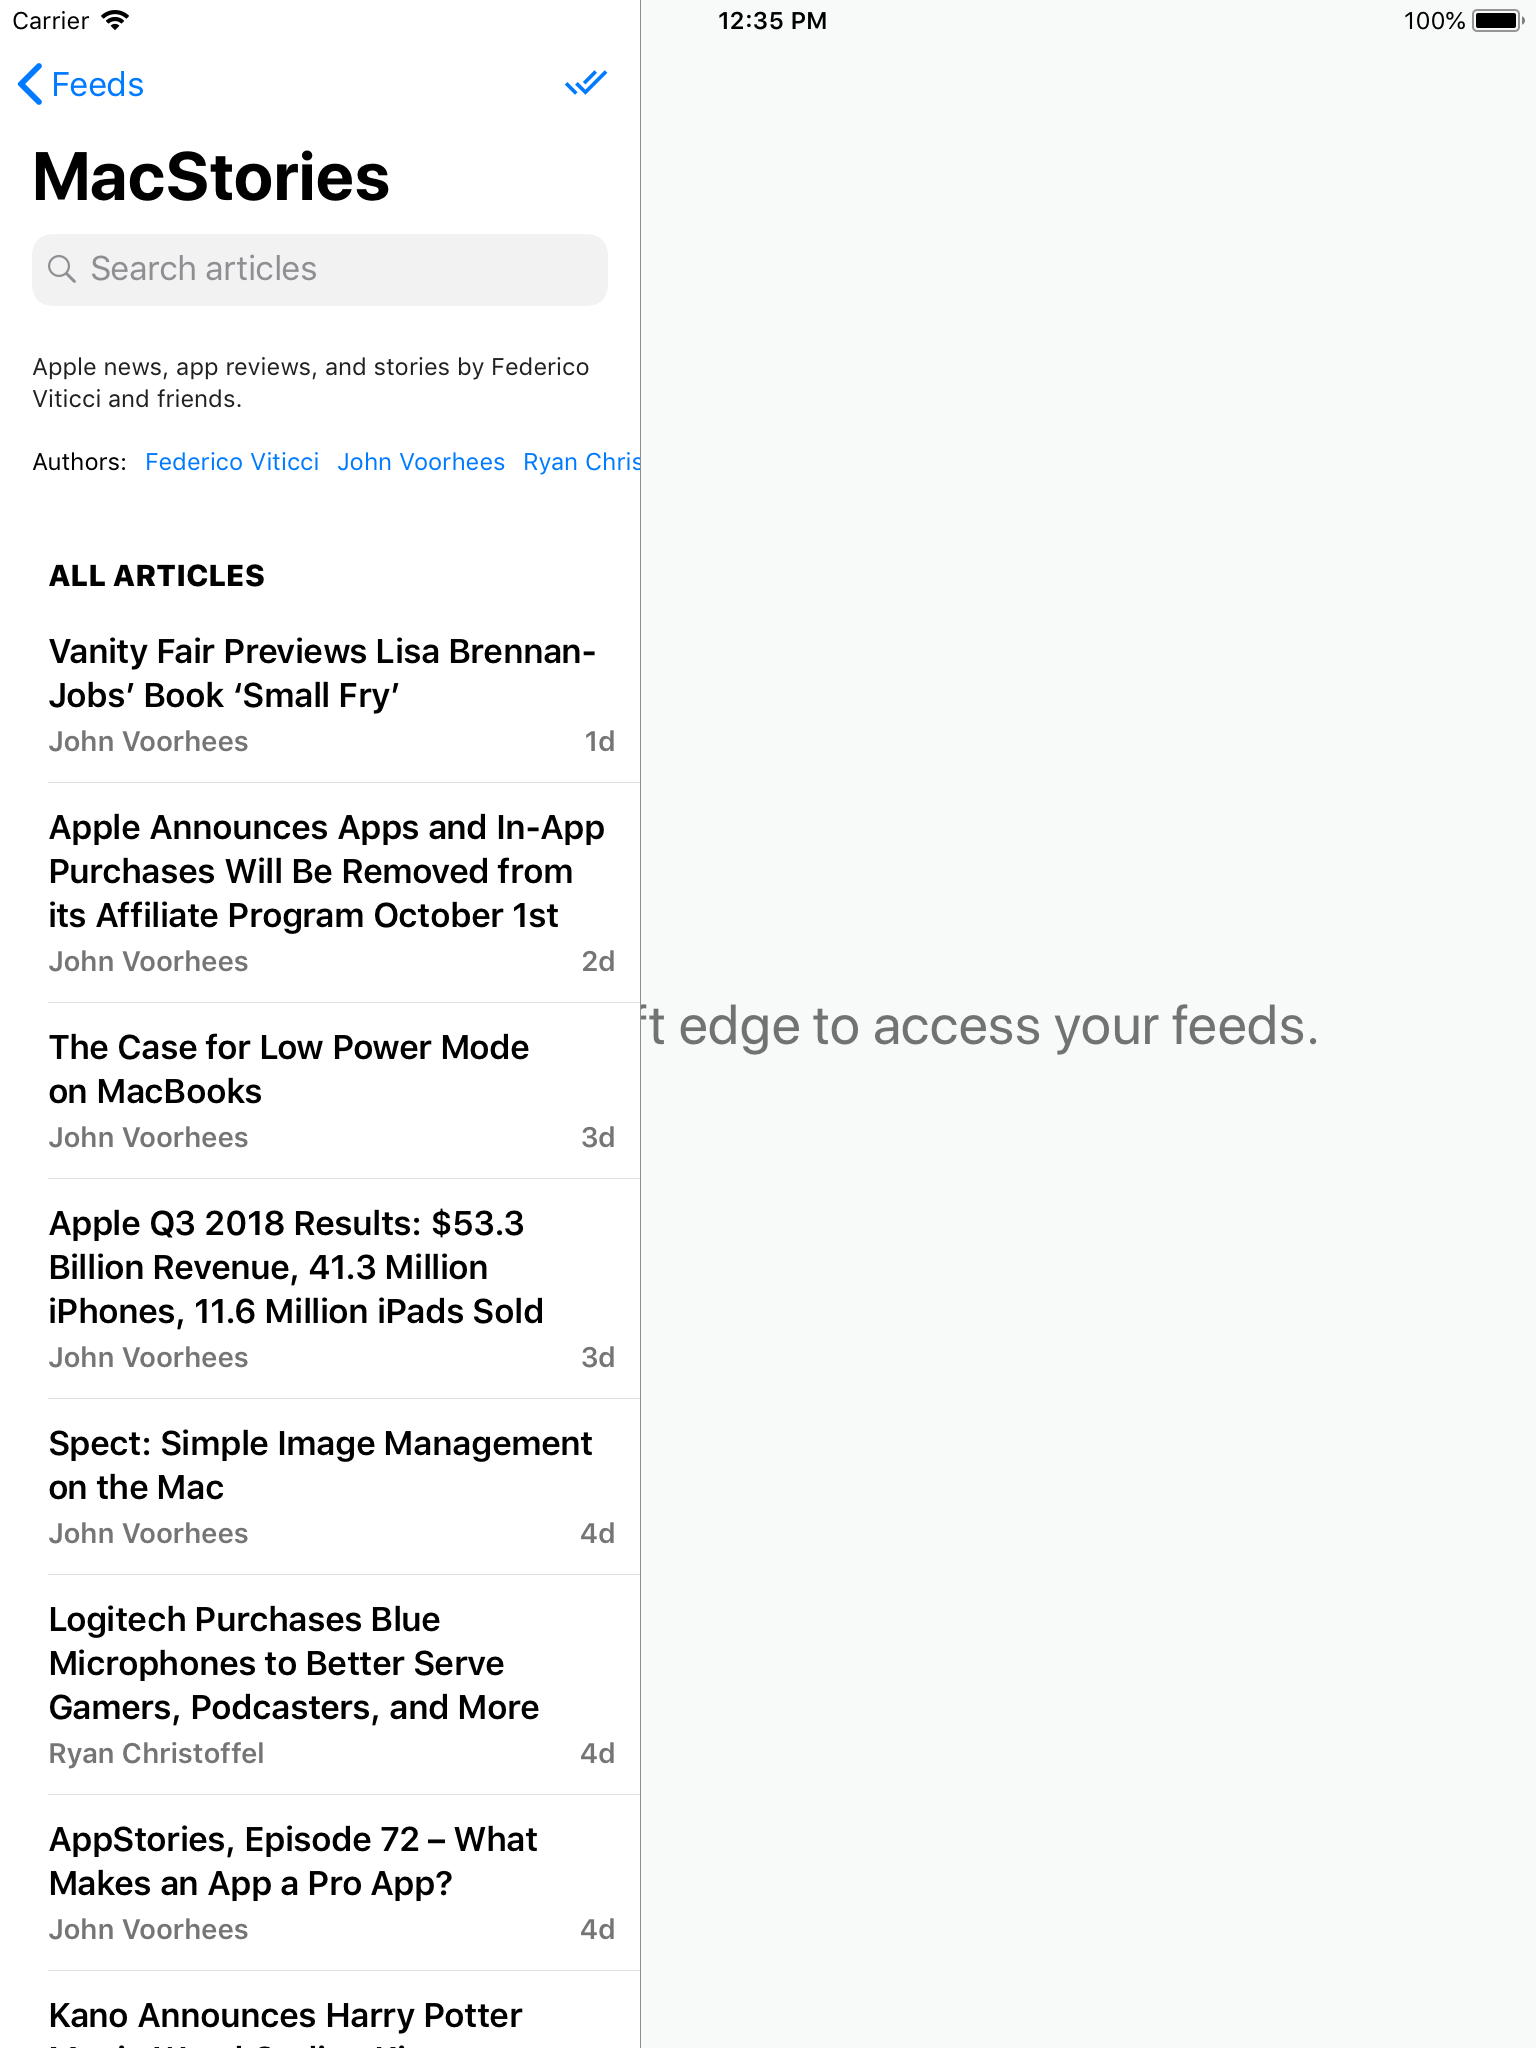 Carrier 12:35 PM 100%
Feeds
MacStories
Search articles
Apple news, app reviews, and stories by Federico
Viticci and friends.
Authors: Federico Viticci John Voorhees Ryan Chris
ALL ARTICLES
Vanity Fair Previews Lisa Brennan-
Jobs’ Book ‘Small Fry’
John Voorhees 1d
Apple Announces Apps and In-App
Purchases Will Be Removed from
its Affiliate Program October 1st
John Voorhees 2d
The Case for Low Power Mode
on MacBooks
John Voorhees 3d
Apple Q3 2018 Results: $53.3
Billion Revenue, 41.3 Million
iPhones, 11.6 Million iPads Sold
John Voorhees 3d
Spect: Simple Image Management
on the Mac
John Voorhees 4d
Logitech Purchases Blue
Microphones to Better Serve
Gamers, Podcasters, and More
Ryan Christoffel 4d
AppStories, Episode 72 – What
Makes an App a Pro App?
John Voorhees 4d
Kano Announces Harry Potter
ft edge to access your feeds.